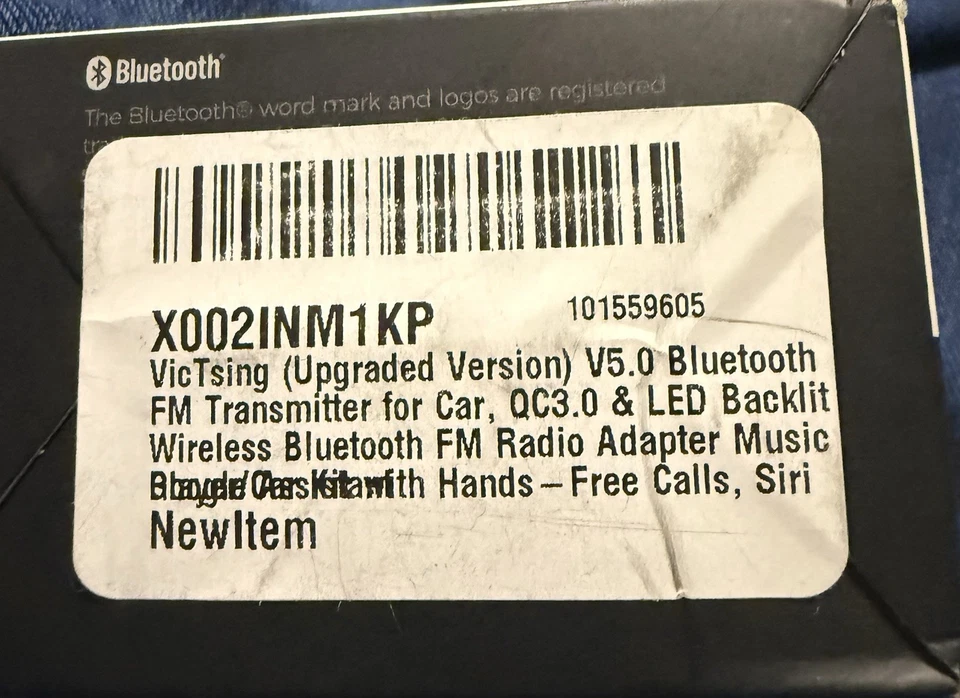 Bluetooth®
The Bluetooth® word mark and logos are registered
X002INM1KP
101559605
VicTsing (Upgraded Version) V5.0 Bluetooth
FM Transmitter for Car, QC3.0 & LED Backlit
Wireless Bluetooth FM Radio Adapter Music
with Hands–Free Calls, Siri
NewItem